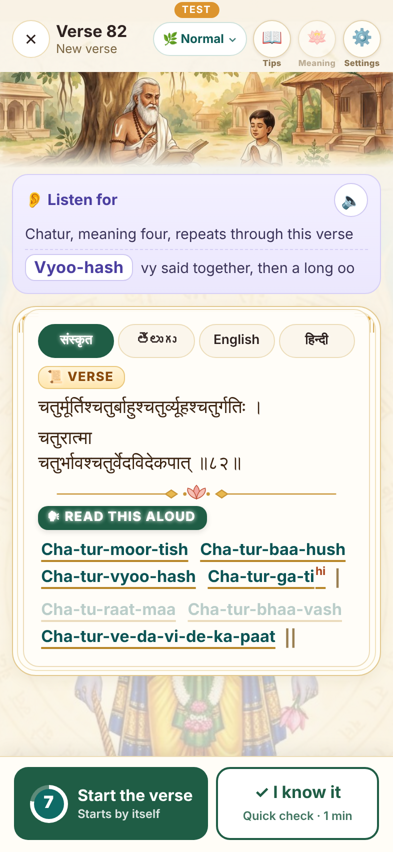 TEST
Verse 82
New verse
Normal
Tips
Meaning
Settings
Listen for
Chatur, meaning four, repeats through this verse
Vyoo-hash vy said together, then a long oo
संस्कृत తెలుగు English हिन्दी
VERSE
चतुर्मूर्तिश्चतुर्बाहुश्चतुर्व्यूहश्चतुर्गतिः ।
चतुरात्मा
चतुर्भावश्चतुर्वेदविदेकपात् ॥८२॥
READ THIS ALOUD
Cha-tur-moor-tish Cha-tur-baa-hush
Cha-tur-vyoo-hash Cha-tur-ga-tihi |
Cha-tu-raat-maa Cha-tur-bhaa-vash
Cha-tur-ve-da-vi-de-ka-paat ||
7 Start the verse
Starts by itself
✓ I know it
Quick check · 1 min